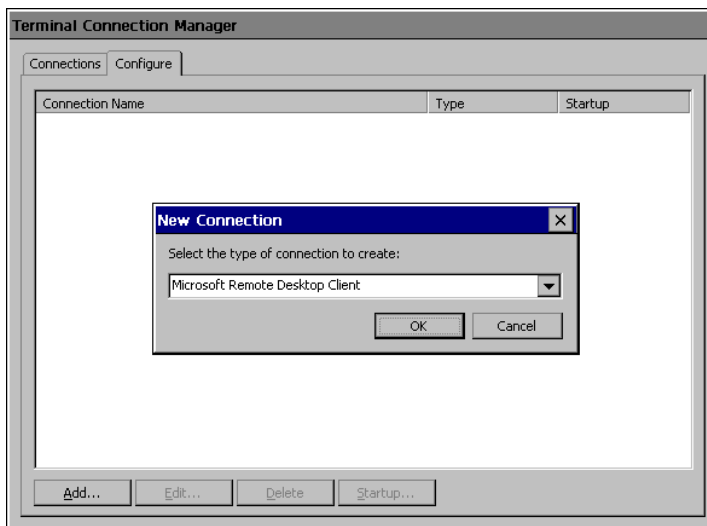 Terminal Connection Manager
Connections Configure
Connection Name Type Startup
New Connection
Select the type of connection to create:
Microsoft Remote Desktop Client
OK Cancel
Add... Edit... Delete Startup...